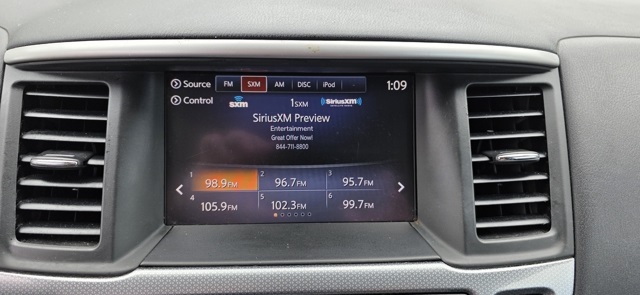 Source FM SXM AM DISC iPod 1:09
Control SXM 1SXM SiriusXM
SiriusXM Preview
Entertainment
Great Offer Now!
844-711-8800
1 98.9FM 2 96.7FM 3 95.7FM
4 105.9FM 5 102.3FM 6 99.7FM